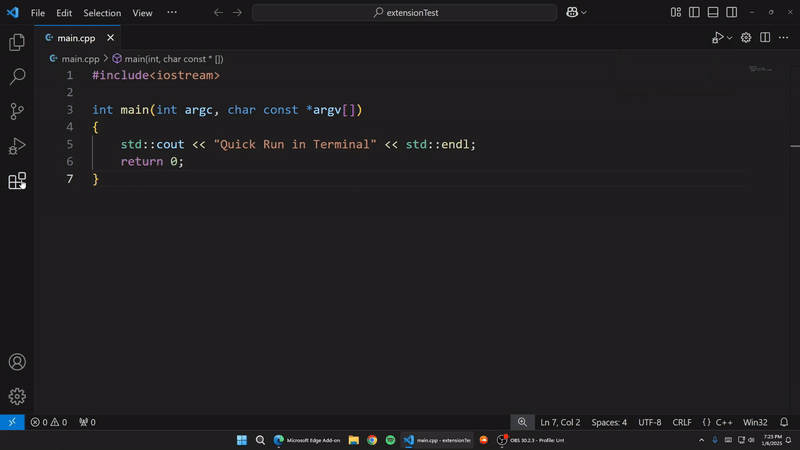 File Edit Selection View ··· extensionTest
main.cpp
main.cpp > main(int, char const * [])
1 #include<iostream>
2
3 int main(int argc, char const *argv[])
4 {
5 std::cout << "Quick Run in Terminal" << std::endl;
6 return 0;
7 }
0 0 0 Ln 7, Col 2 Spaces: 4 UTF-8 CRLF {} C++ Win32
Microsoft Edge Add-on main.cpp - extensionTes OBS 30.2.3 - Profile: Unt 7:23 PM
1/6/2025